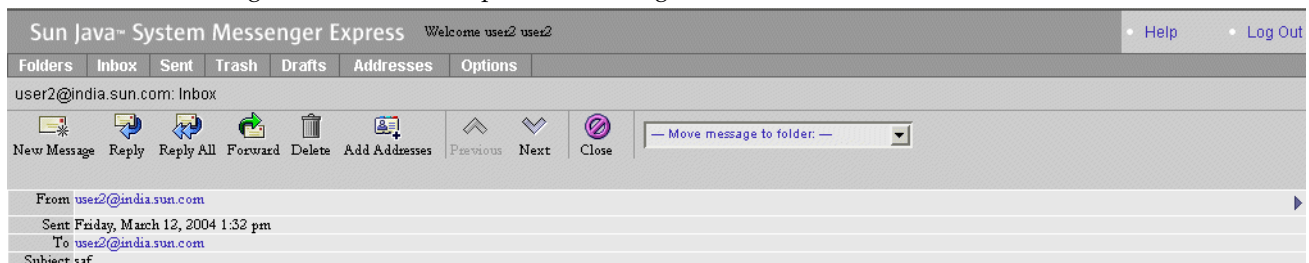 Sun Java™ System Messenger Express Welcome user2 user2 Help Log Out
Folders Inbox Sent Trash Drafts Addresses Options
user2@india.sun.com: Inbox
New Message Reply Reply All Forward Delete Add Addresses Previous Next Close — Move message to folder: —
From user2@india.sun.com
Sent Friday, March 12, 2004 1:32 pm
To user2@india.sun.com
Subject saf